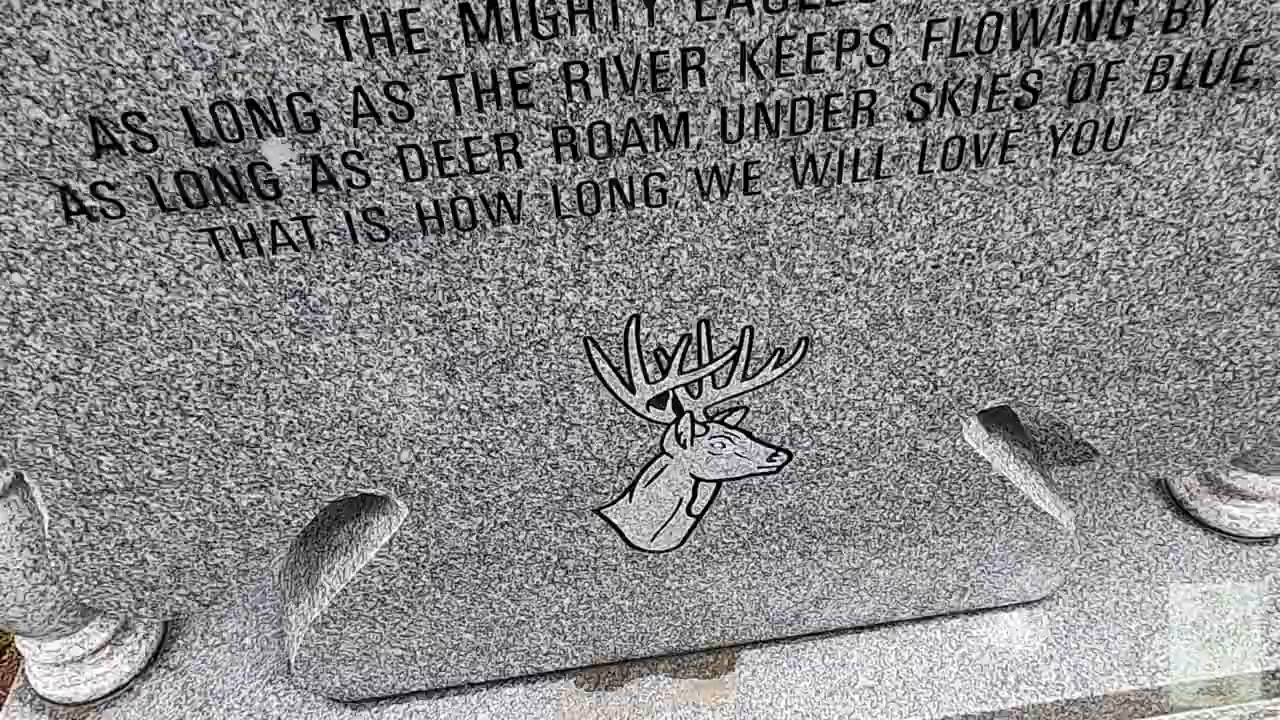 THE MIGHTY EAGLES
AS LONG AS THE RIVER KEEPS FLOWING BY
AS LONG AS DEER ROAM, UNDER SKIES OF BLUE,
THAT IS HOW LONG, WE WILL LOVE YOU